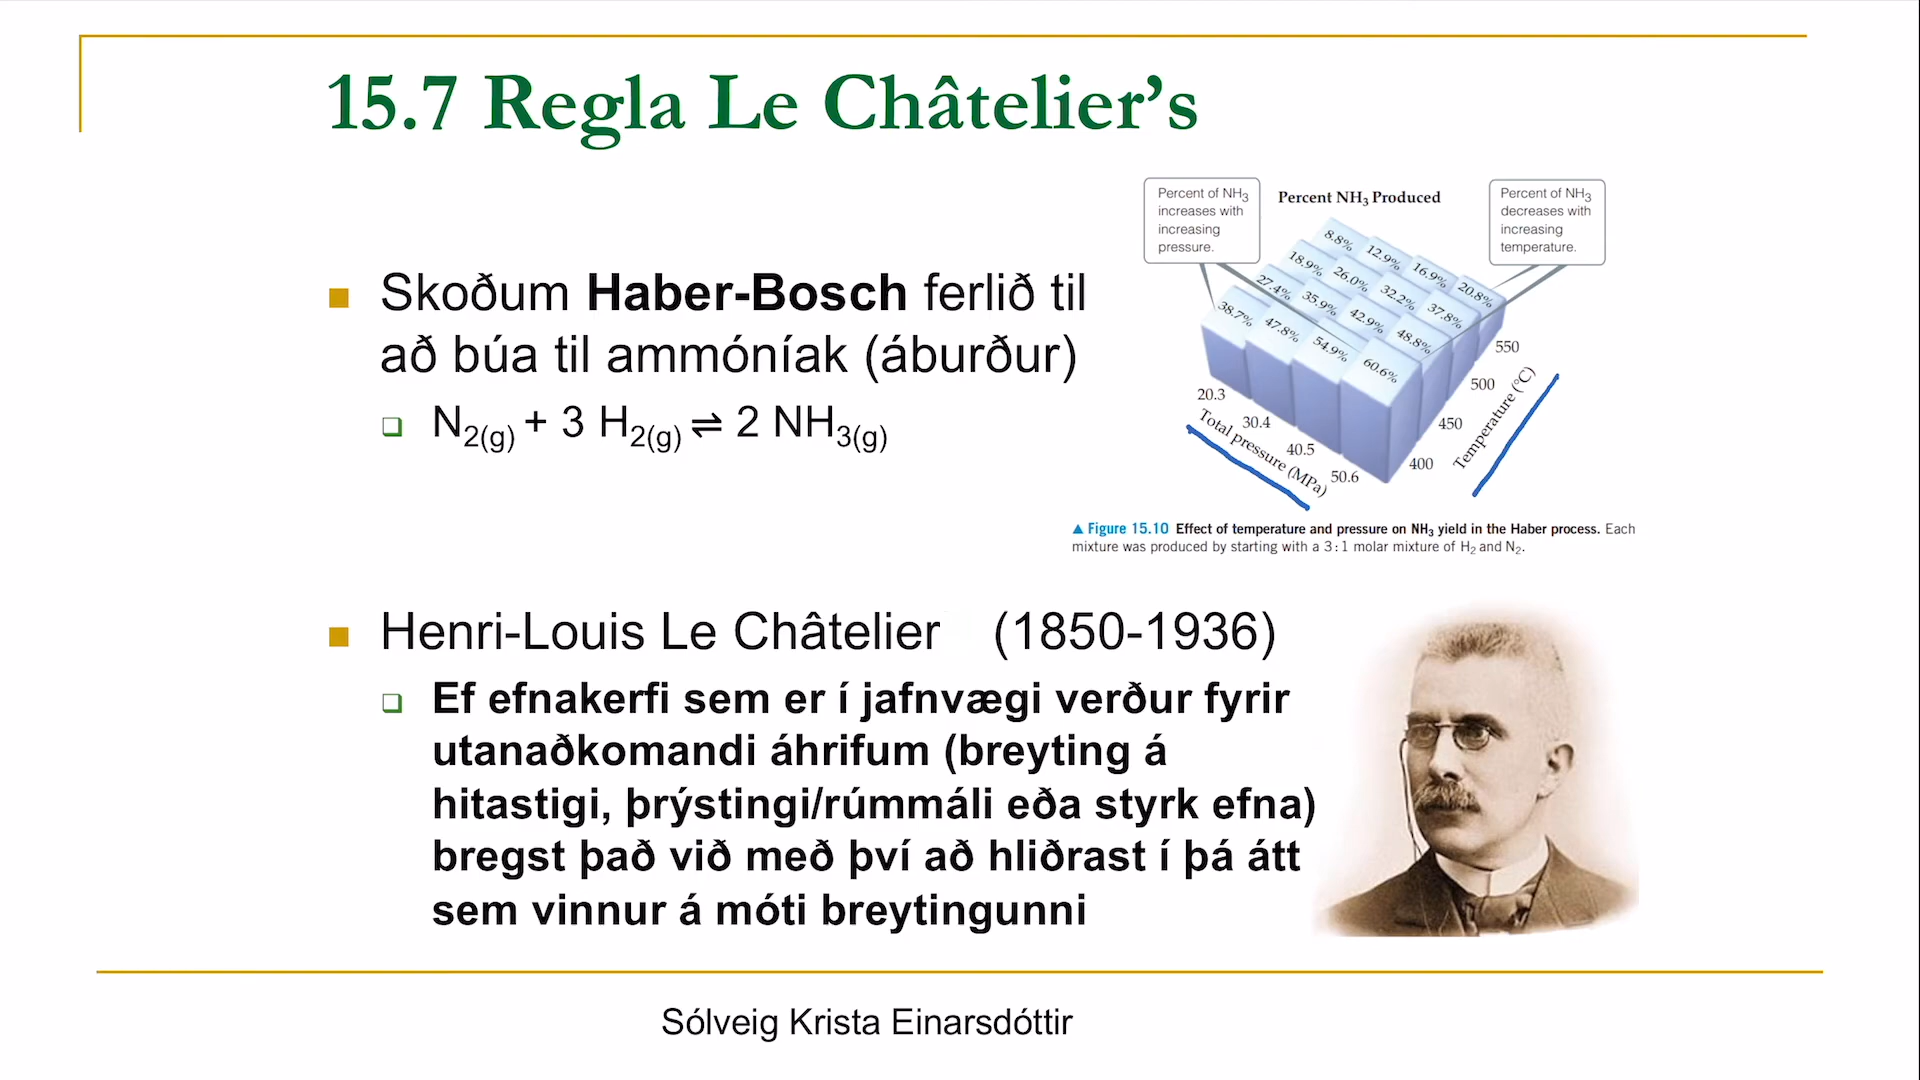 15.7 Regla Le Châtelier’s
Skoðum Haber-Bosch ferlið til
að búa til ammóníak (áburður)
N2(g) + 3 H2(g) ⇌ 2 NH3(g)
Percent of NH3
increases with
increasing
pressure.
Percent NH3 Produced
Percent of NH3
decreases with
increasing
temperature.
8.8% 12.9% 16.9% 20.8%
18.9% 26.0% 32.2% 37.8%
27.4% 35.9% 42.9% 48.8%
38.7% 47.8% 54.9% 60.6%
20.3
30.4
40.5
50.6
Total pressure (MPa)
550
500
450
400
Temperature (°C)
▲ Figure 15.10 Effect of temperature and pressure on NH3 yield in the Haber process. Each
mixture was produced by starting with a 3:1 molar mixture of H2 and N2.
Henri-Louis Le Châtelier (1850-1936)
Ef efnakerfi sem er í jafnvægi verður fyrir
utanaðkomandi áhrifum (breyting á
hitastigi, þrýstingi/rúmmáli eða styrk efna)
bregst það við með því að hliðrast í þá átt
sem vinnur á móti breytingunni
Sólveig Krista Einarsdóttir